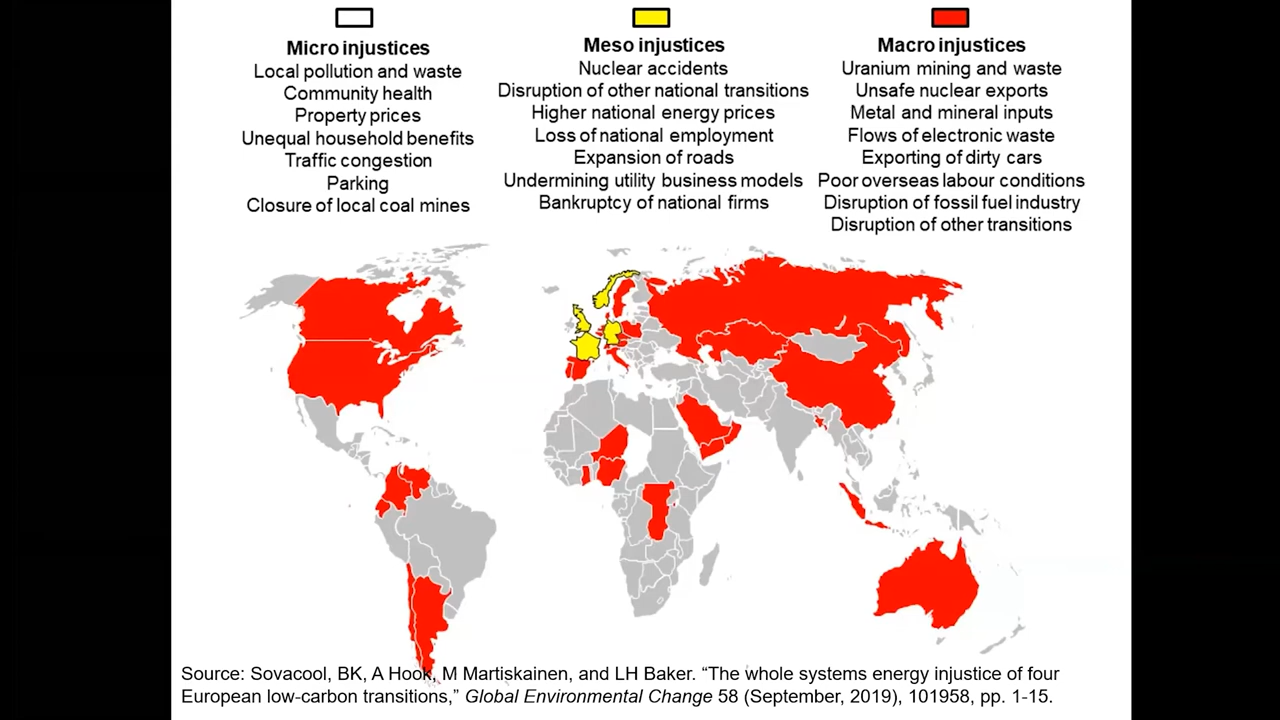 Micro injustices
Local pollution and waste
Community health
Property prices
Unequal household benefits
Traffic congestion
Parking
Closure of local coal mines
Meso injustices
Nuclear accidents
Disruption of other national transitions
Higher national energy prices
Loss of national employment
Expansion of roads
Undermining utility business models
Bankruptcy of national firms
Macro injustices
Uranium mining and waste
Unsafe nuclear exports
Metal and mineral inputs
Flows of electronic waste
Exporting of dirty cars
Poor overseas labour conditions
Disruption of fossil fuel industry
Disruption of other transitions
Source: Sovacool, BK, A Hook, M Martiskainen, and LH Baker. “The whole systems energy injustice of four
European low-carbon transitions,” Global Environmental Change 58 (September, 2019), 101958, pp. 1-15.